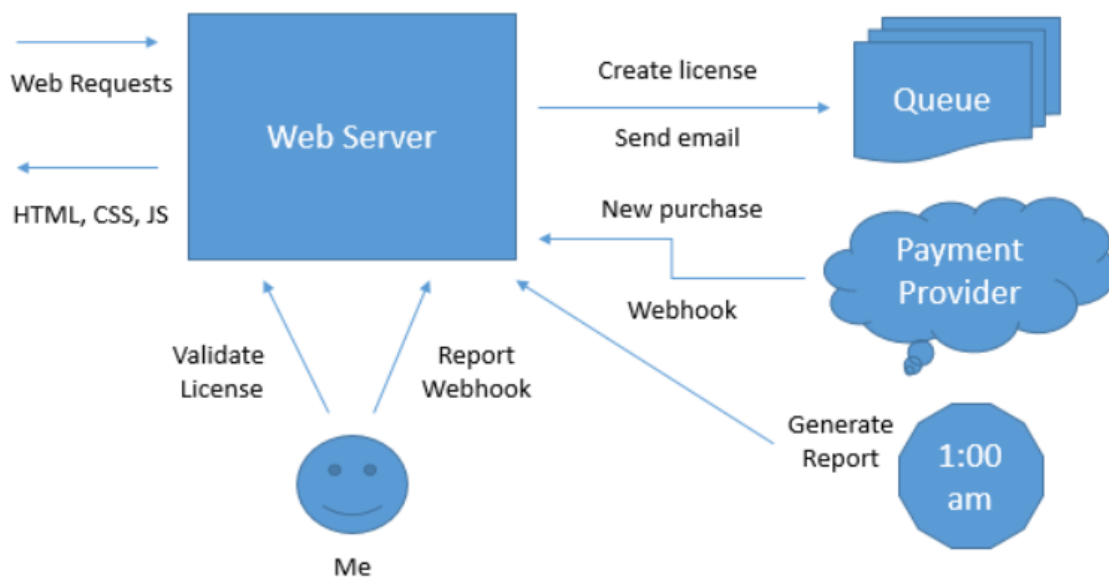 Web Requests
HTML, CSS, JS
Web Server
Create license
Send email
Queue
New purchase
Webhook
Payment
Provider
Validate
License
Report
Webhook
Generate
Report
1:00
am
Me